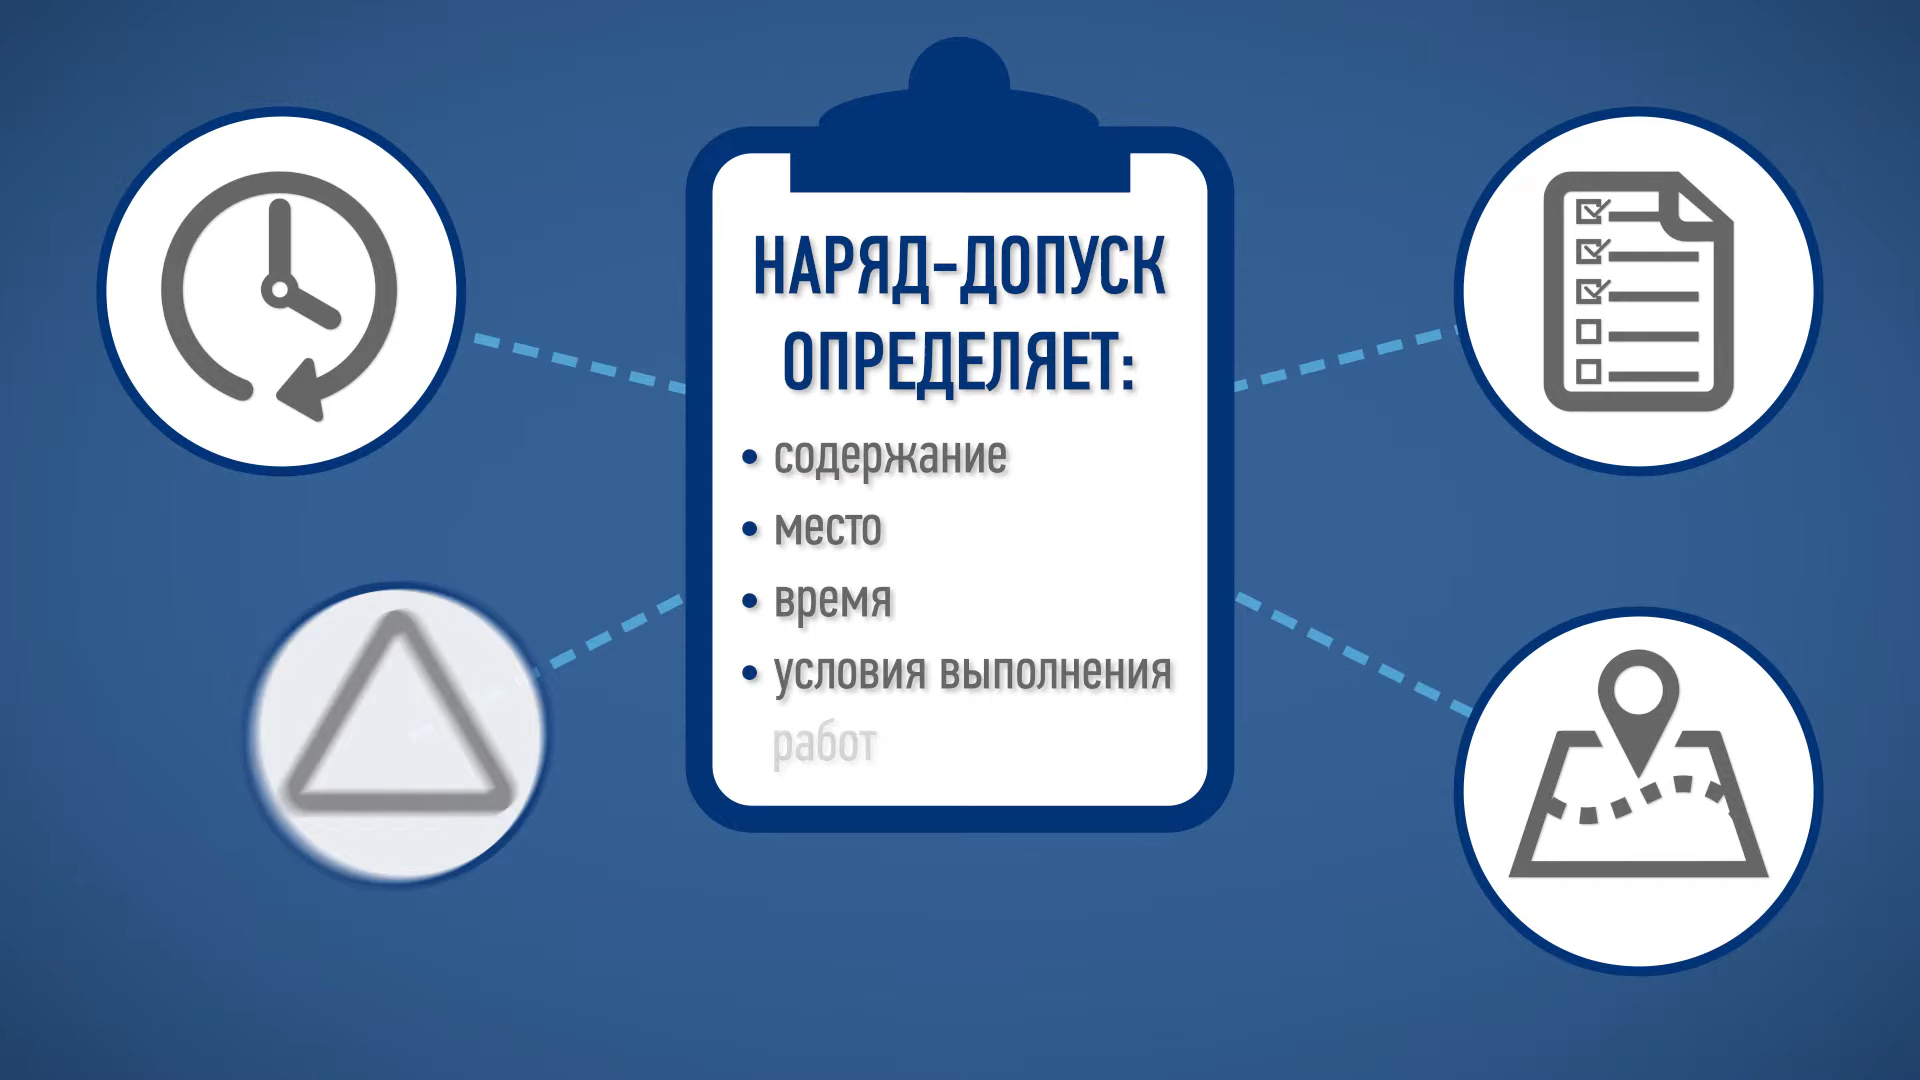 НАРЯД-ДОПУСК
ОПРЕДЕЛЯЕТ:
• содержание
• место
• время
• условия выполнения
работ